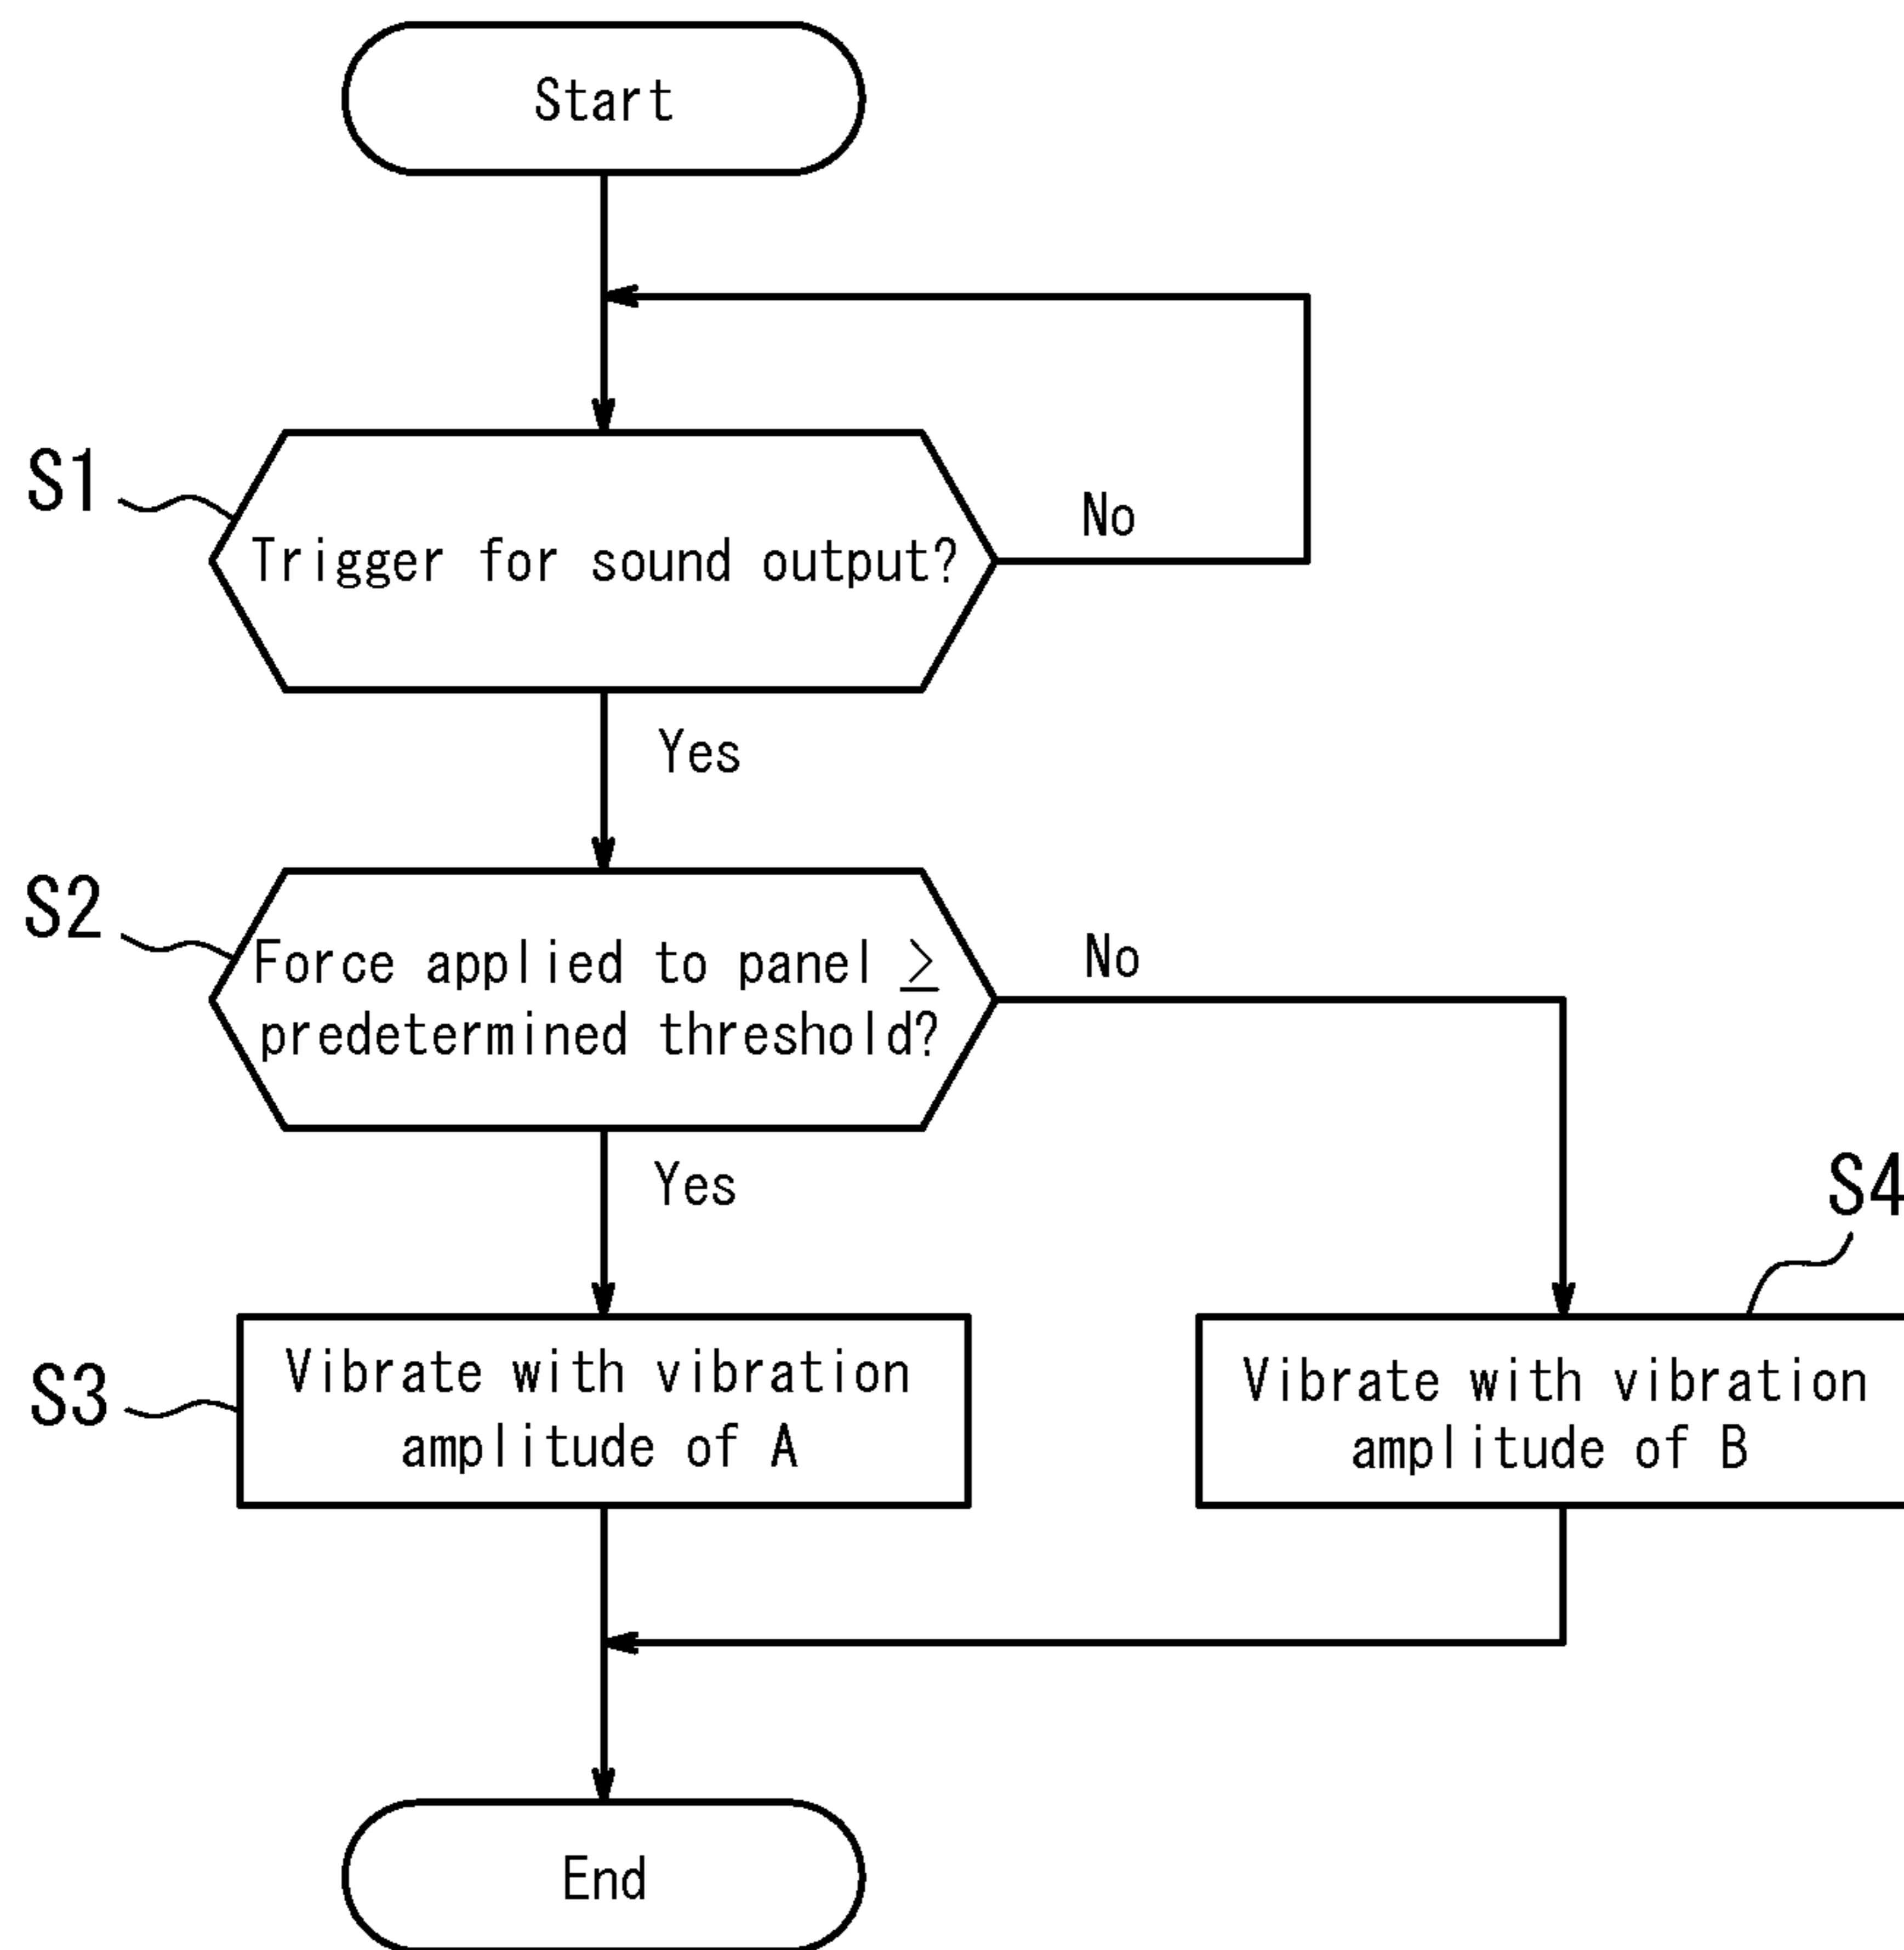 Start
S1
Trigger for sound output?
No
Yes
S2
Force applied to panel ≥
predetermined threshold?
No
Yes
S3
Vibrate with vibration
amplitude of A
S4
Vibrate with vibration
amplitude of B
End